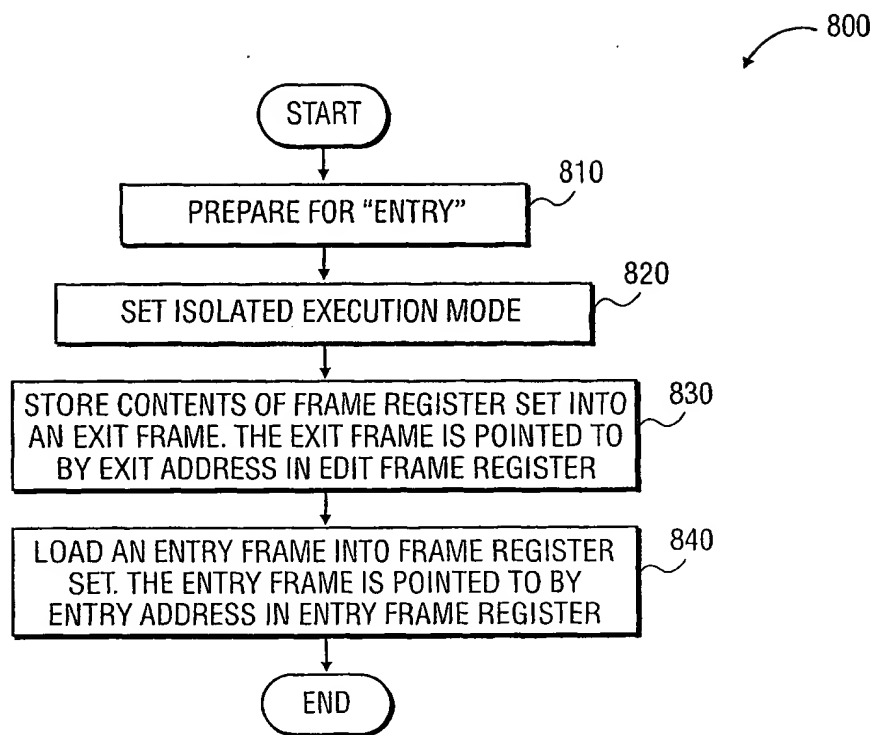 800
START
810
PREPARE FOR “ENTRY”
820
SET ISOLATED EXECUTION MODE
830
STORE CONTENTS OF FRAME REGISTER SET INTO
AN EXIT FRAME. THE EXIT FRAME IS POINTED TO
BY EXIT ADDRESS IN EDIT FRAME REGISTER
840
LOAD AN ENTRY FRAME INTO FRAME REGISTER
SET. THE ENTRY FRAME IS POINTED TO BY
ENTRY ADDRESS IN ENTRY FRAME REGISTER
END